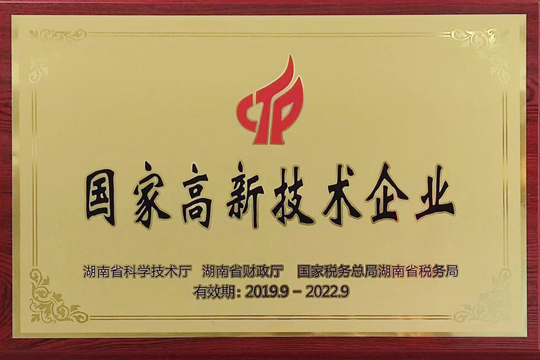 国家高新技术企业
湖南省科学技术厅 湖南省财政厅 国家税务总局湖南省税务局
有效期：2019.9 – 2022.9